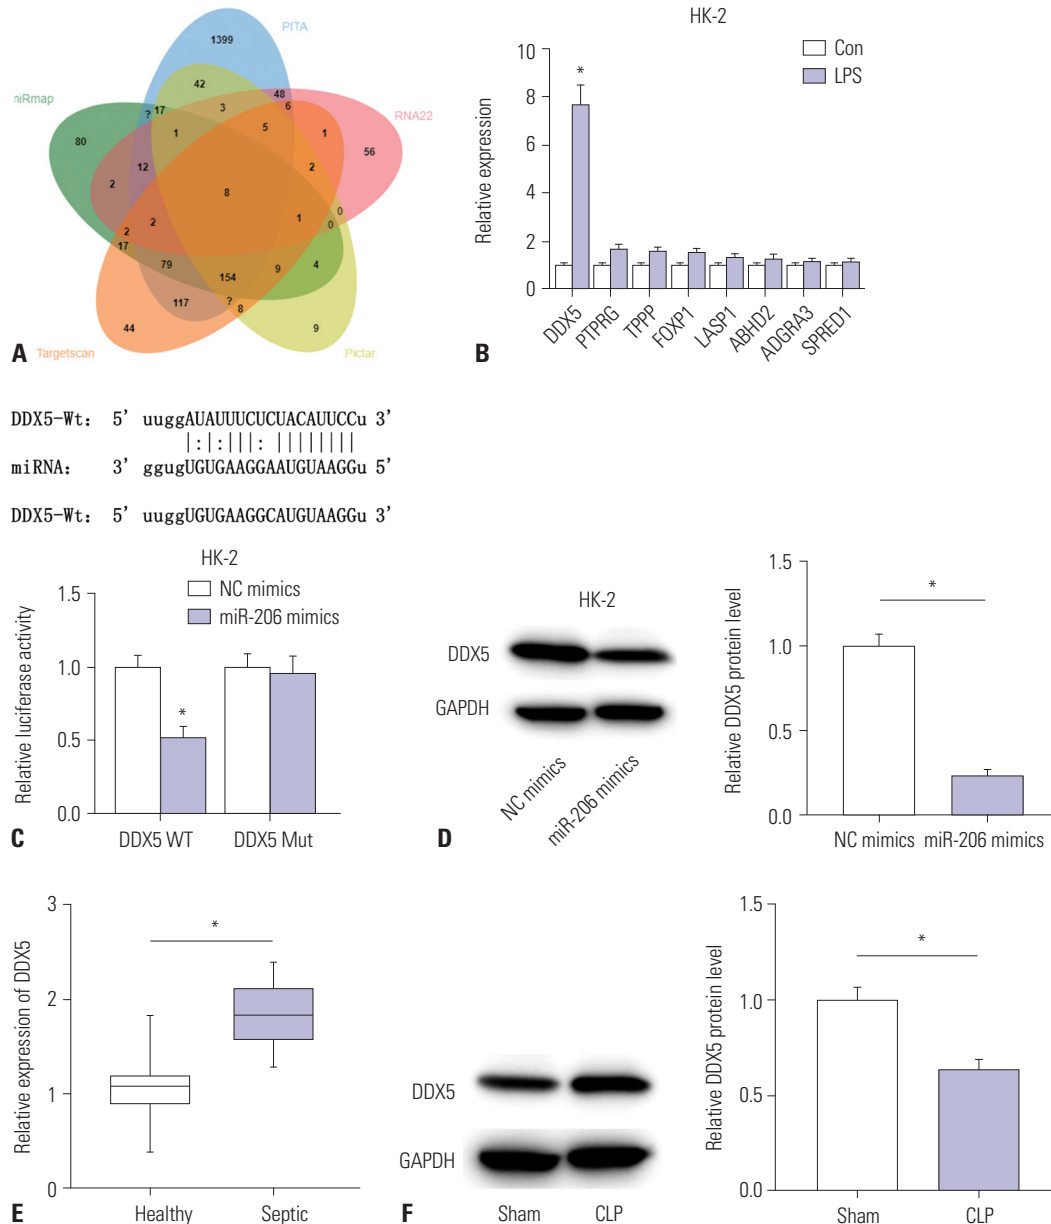 PITA
1399
42
48
niRmap
? 17
3
6
RNA22
80
1
5
1
56
12
2
2
8
0
2
2
1
0
17
79
154
9
4
117
?
8
44
9
Targetscan
Pictar
A
HK-2
Con
LPS
Relative expression
10
8
6
4
2
0
*
DDX5
PTPRG
TPPP
FOXP1
LASP1
ABHD2
ADGRA3
SPRED1
B
DDX5-Wt: 5' uuggAUAUUUCUCUACAUUCCu 3'
|:|:|||: ||||||||
miRNA: 3' ggugUGUGAAGGAAUGUAAGGu 5'
DDX5-Wt: 5' uuggUGUGAAGGCAUGUAAGGu 3'
HK-2
NC mimics
miR-206 mimics
Relative luciferase activity
1.5
1.0
0.5
0.0
*
DDX5 WT
DDX5 Mut
C
HK-2
DDX5
GAPDH
NC mimics
miR-206 mimics
Relative DDX5 protein level
1.5
1.0
0.5
0.0
*
NC mimics
miR-206 mimics
D
Relative expression of DDX5
3
2
1
0
*
Healthy
Septic
E
DDX5
GAPDH
Sham
CLP
Relative DDX5 protein level
1.5
1.0
0.5
0.0
*
Sham
CLP
F